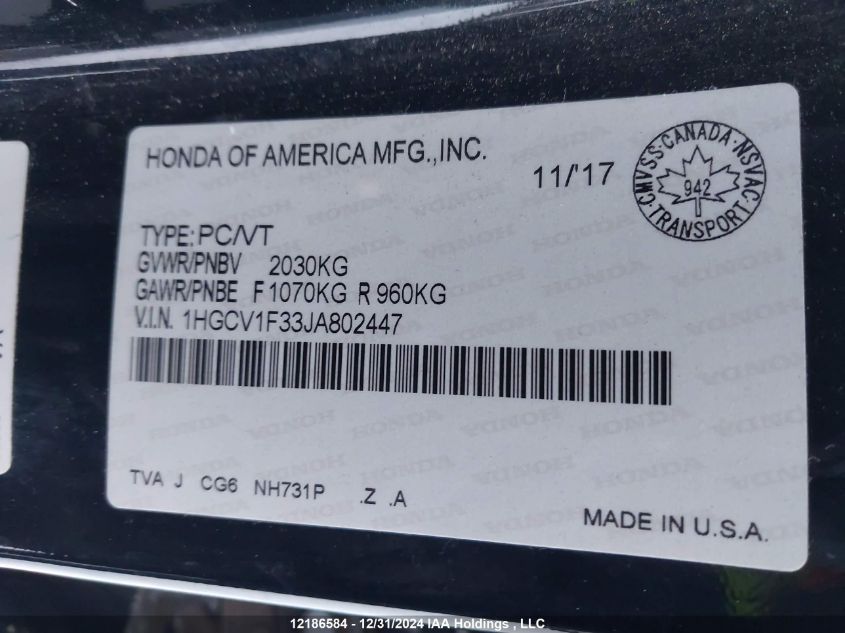 HONDA OF AMERICA MFG.,INC.
11/'17
CMVSS·CANADA·NSVAC·TRANSPORT·
942
TYPE:PC/VT
GVWR/PNBV 2030KG
GAWR/PNBE F 1070KG R 960KG
V.I.N. 1HGCV1F33JA802447
TVA J CG6 NH731P .Z .A
MADE IN U.S.A.
12186584 - 12/31/2024 IAA Holdings , LLC